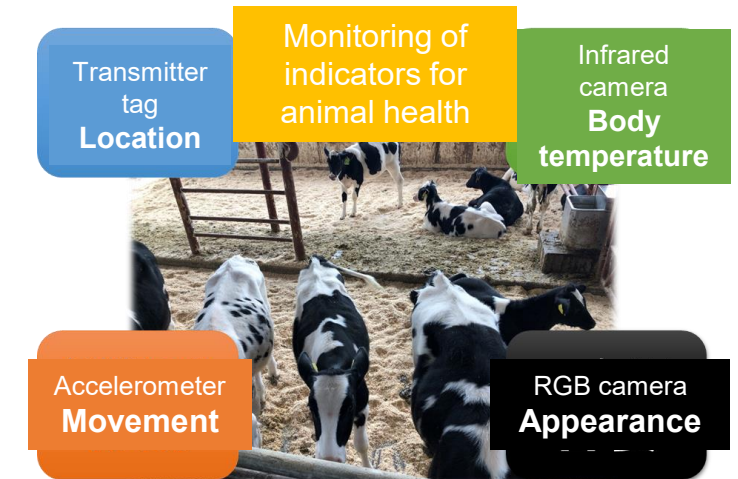 Monitoring of
indicators for
animal health
Transmitter
tag
Location
Infrared
camera
Body
temperature
Accelerometer
Movement
RGB camera
Appearance